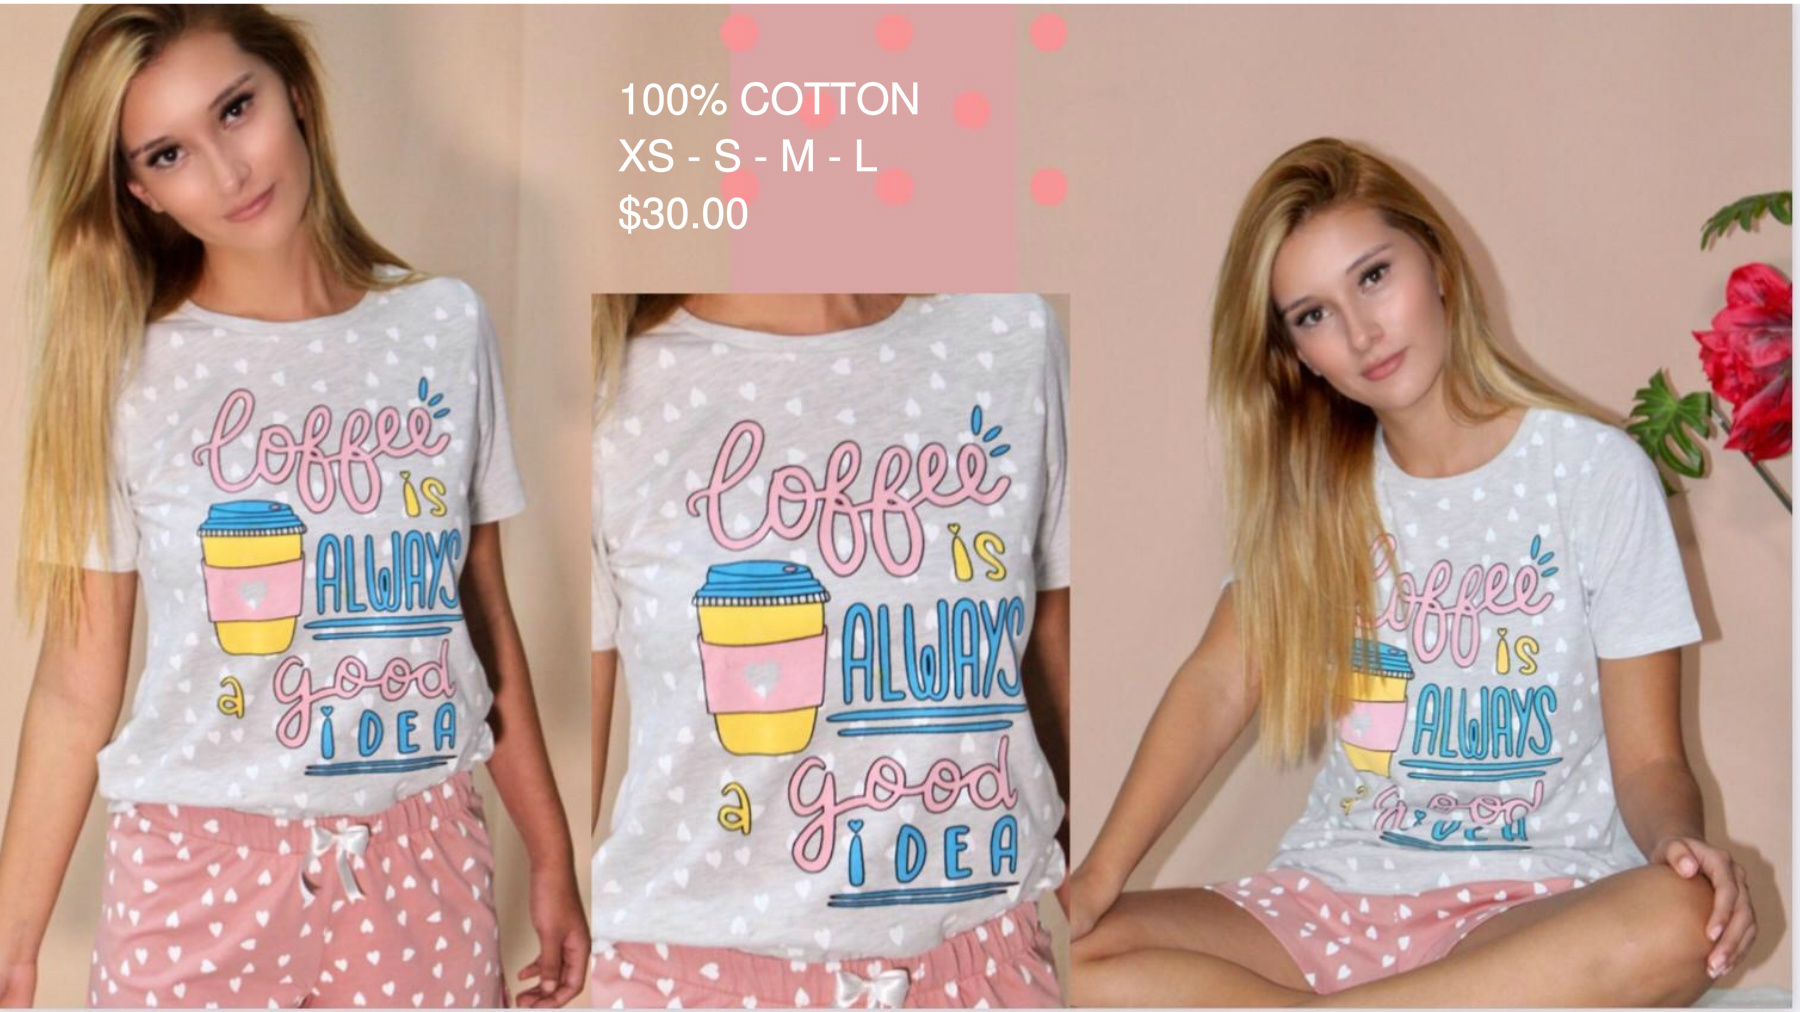 100% COTTON
XS - S - M - L
$30.00
Coffee
is
ALWAYS
a good
iDEA
Coffee
is
ALWAYS
a good
iDEA
Coffee
is
ALWAYS
a good
iDEA